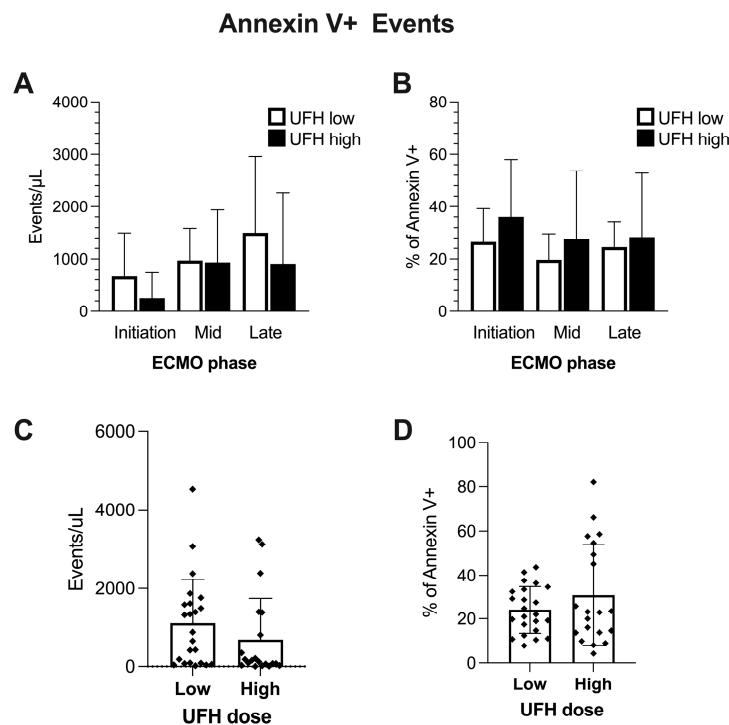 Annexin V+ Events
A
Events/µL
4000
3000
2000
1000
0
UFH low
UFH high
Initiation Mid Late
ECMO phase
B
% of Annexin V+
80
60
40
20
0
UFH low
UFH high
Initiation Mid Late
ECMO phase
C
Events/uL
6000
4000
2000
0
Low High
UFH dose
D
% of Annexin V+
100
80
60
40
20
0
Low High
UFH dose